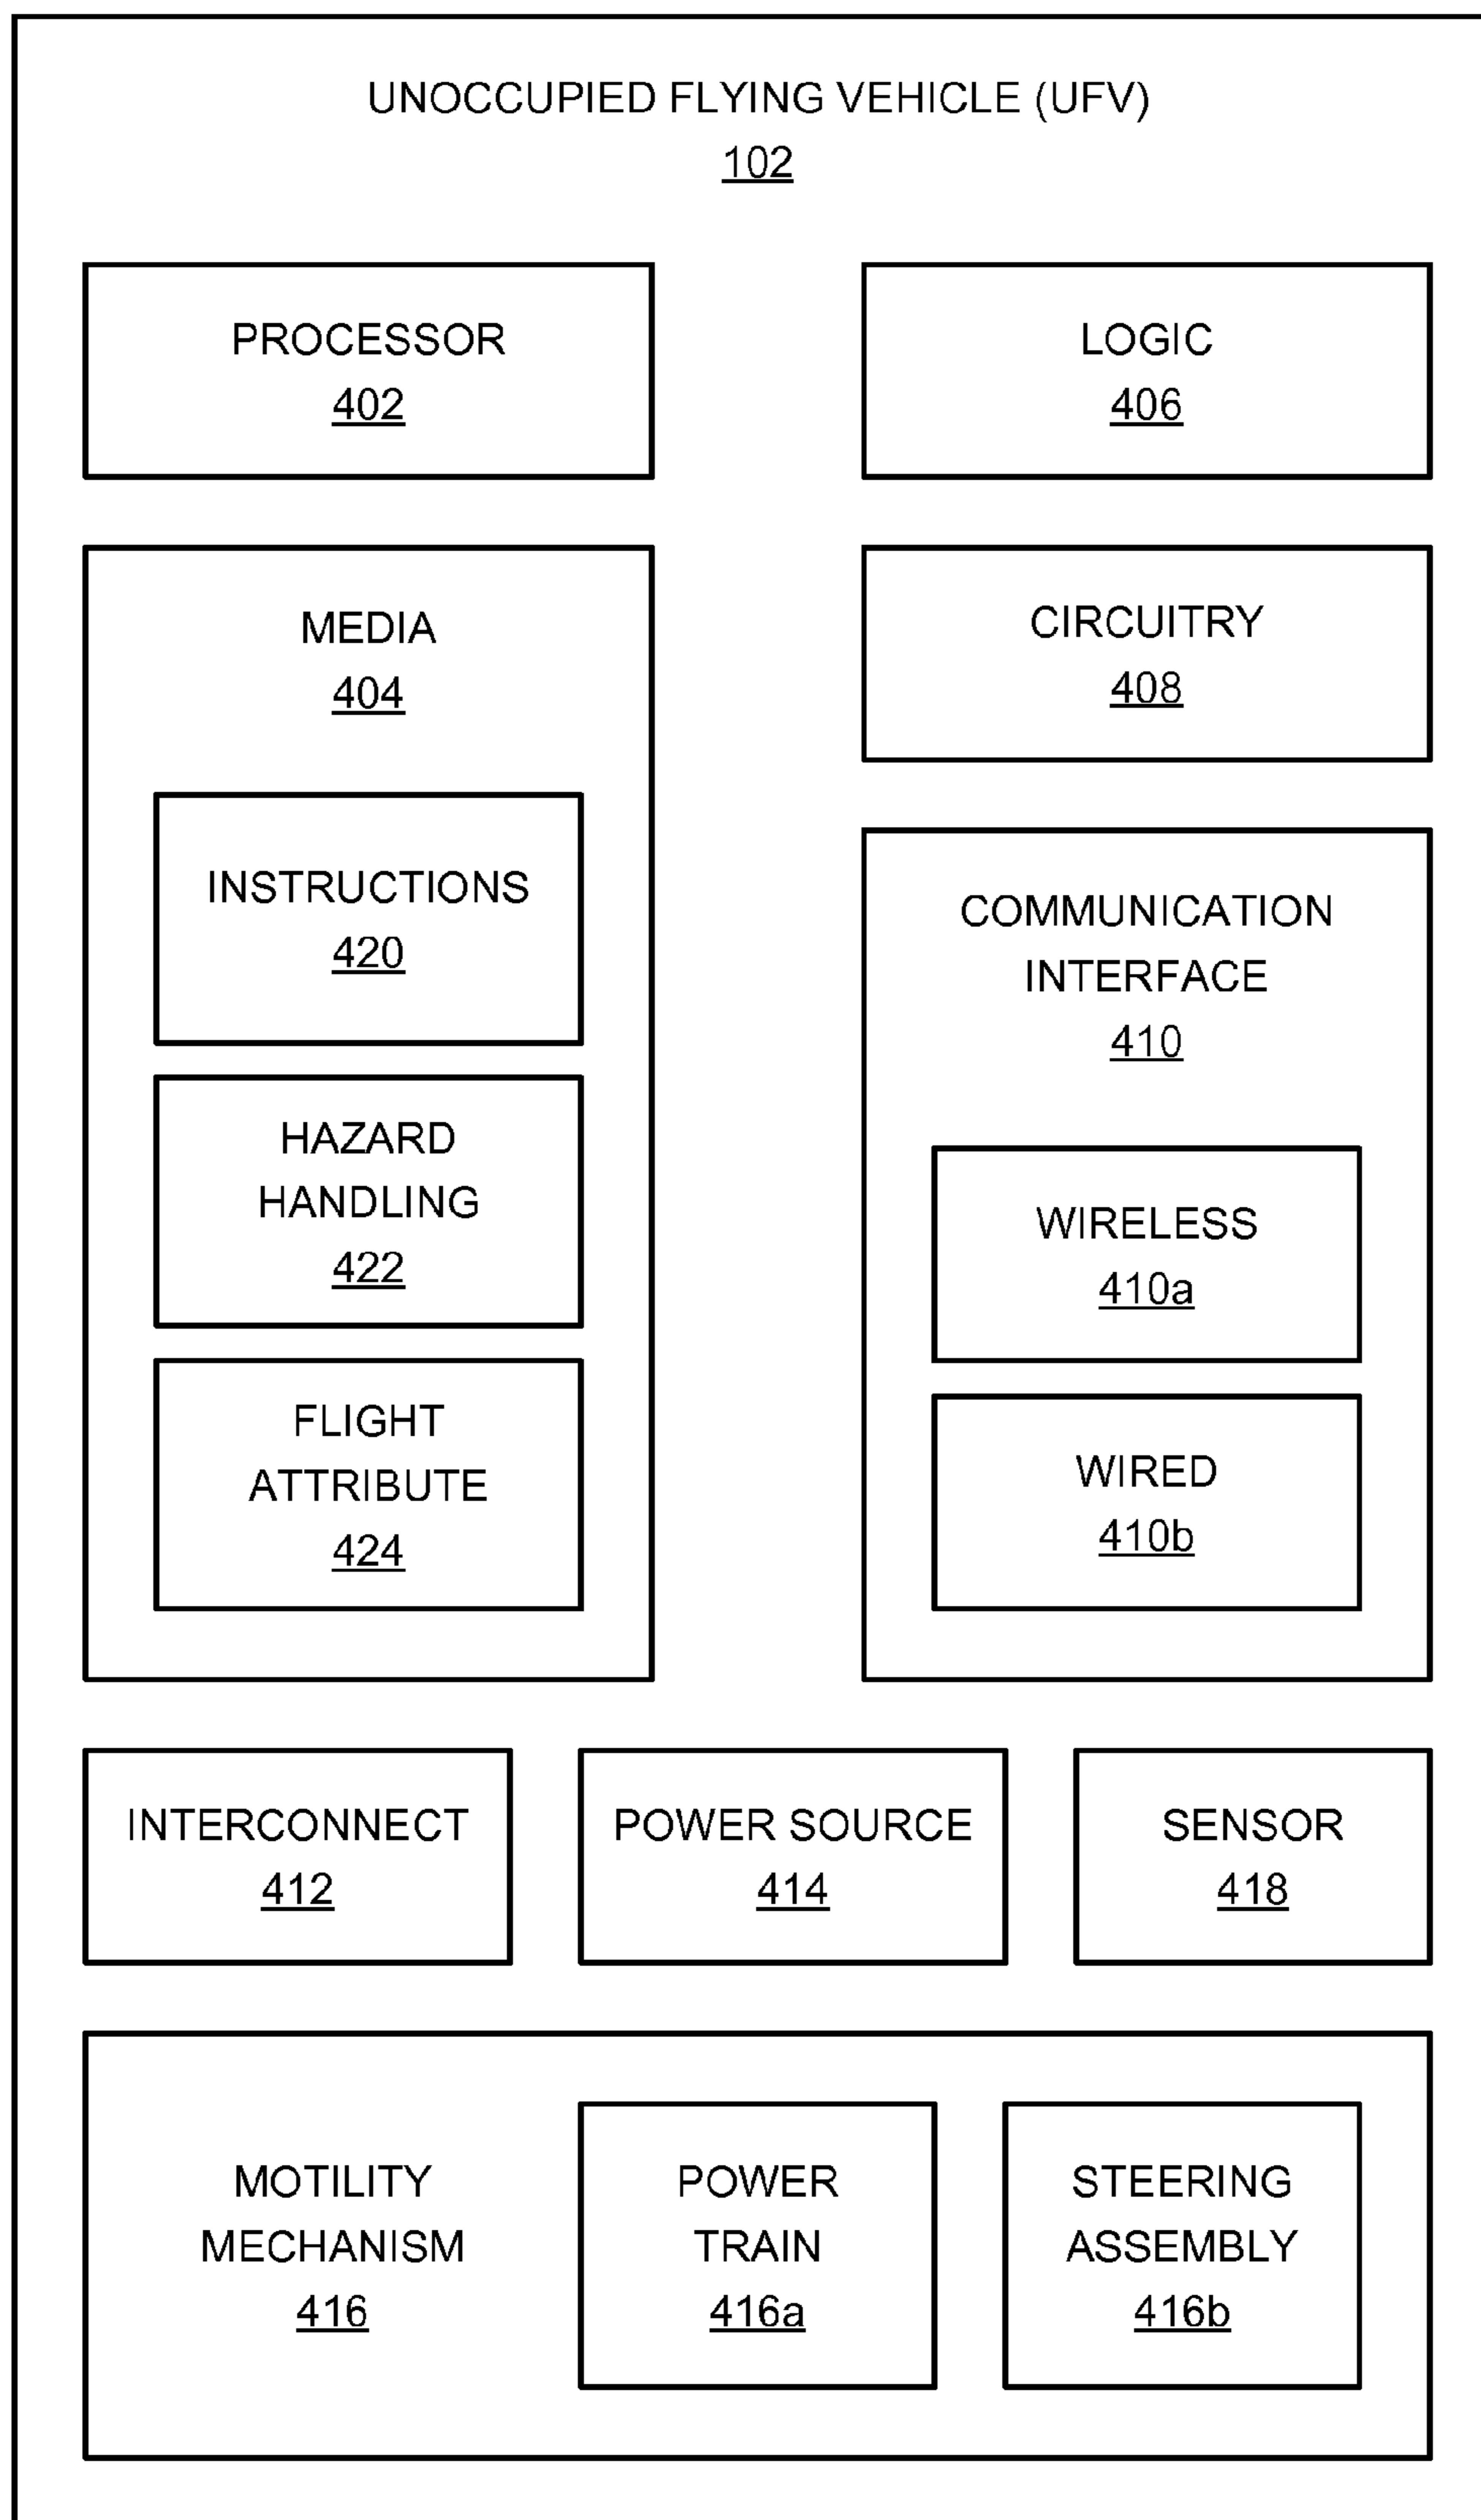 UNOCCUPIED FLYING VEHICLE (UFV)
102
PROCESSOR
402
LOGIC
406
MEDIA
404
INSTRUCTIONS
420
HAZARD
HANDLING
422
FLIGHT
ATTRIBUTE
424
CIRCUITRY
408
COMMUNICATION
INTERFACE
410
WIRELESS
410a
WIRED
410b
INTERCONNECT
412
POWER SOURCE
414
SENSOR
418
MOTILITY
MECHANISM
416
POWER
TRAIN
416a
STEERING
ASSEMBLY
416b